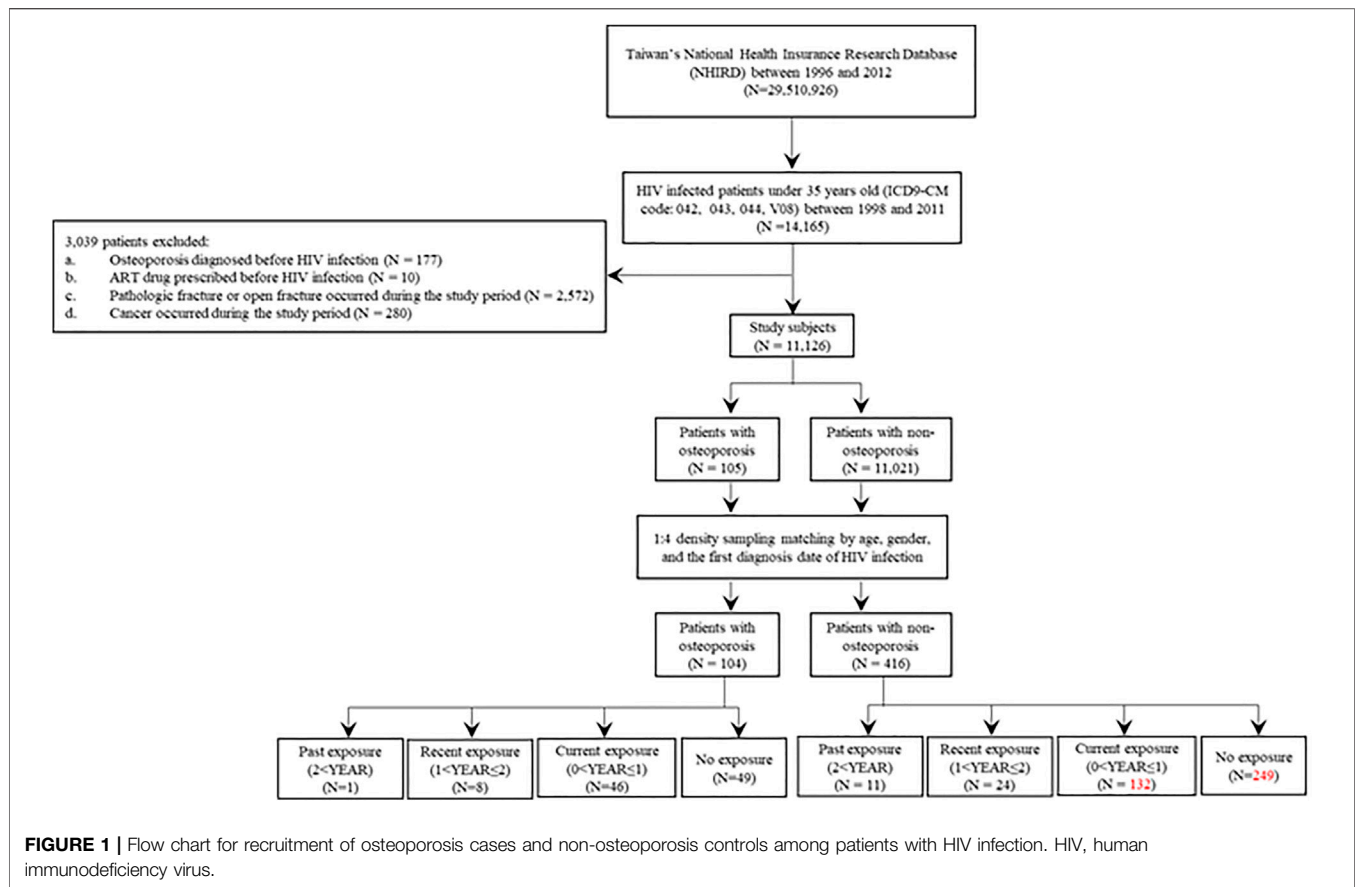 Taiwan's National Health Insurance Research Database
(NHIRD) between 1996 and 2012
(N=29,510,926)
HIV infected patients under 35 years old (ICD9-CM
code: 042, 043, 044, V08) between 1998 and 2011
(N =14,165)
3,039 patients excluded:
a. Osteoporosis diagnosed before HIV infection (N = 177)
b. ART drug prescribed before HIV infection (N = 10)
c. Pathologic fracture or open fracture occurred during the study period (N = 2,572)
d. Cancer occurred during the study period (N = 280)
Study subjects
(N = 11,126)
Patients with
osteoporosis
(N = 105)
Patients with non-
osteoporosis
(N = 11,021)
1:4 density sampling matching by age, gender,
and the first diagnosis date of HIV infection
Patients with
osteoporosis
(N = 104)
Patients with non-
osteoporosis
(N = 416)
Past exposure
(2<YEAR)
(N=1)
Recent exposure
(1<YEAR≤2)
(N=8)
Current exposure
(0<YEAR≤1)
(N=46)
No exposure
(N=49)
Past exposure
(2<YEAR)
(N = 11)
Recent exposure
(1<YEAR≤2)
(N = 24)
Current exposure
(0<YEAR≤1)
(N = 132)
No exposure
(N=249)
FIGURE 1 | Flow chart for recruitment of osteoporosis cases and non-osteoporosis controls among patients with HIV infection. HIV, human
immunodeficiency virus.